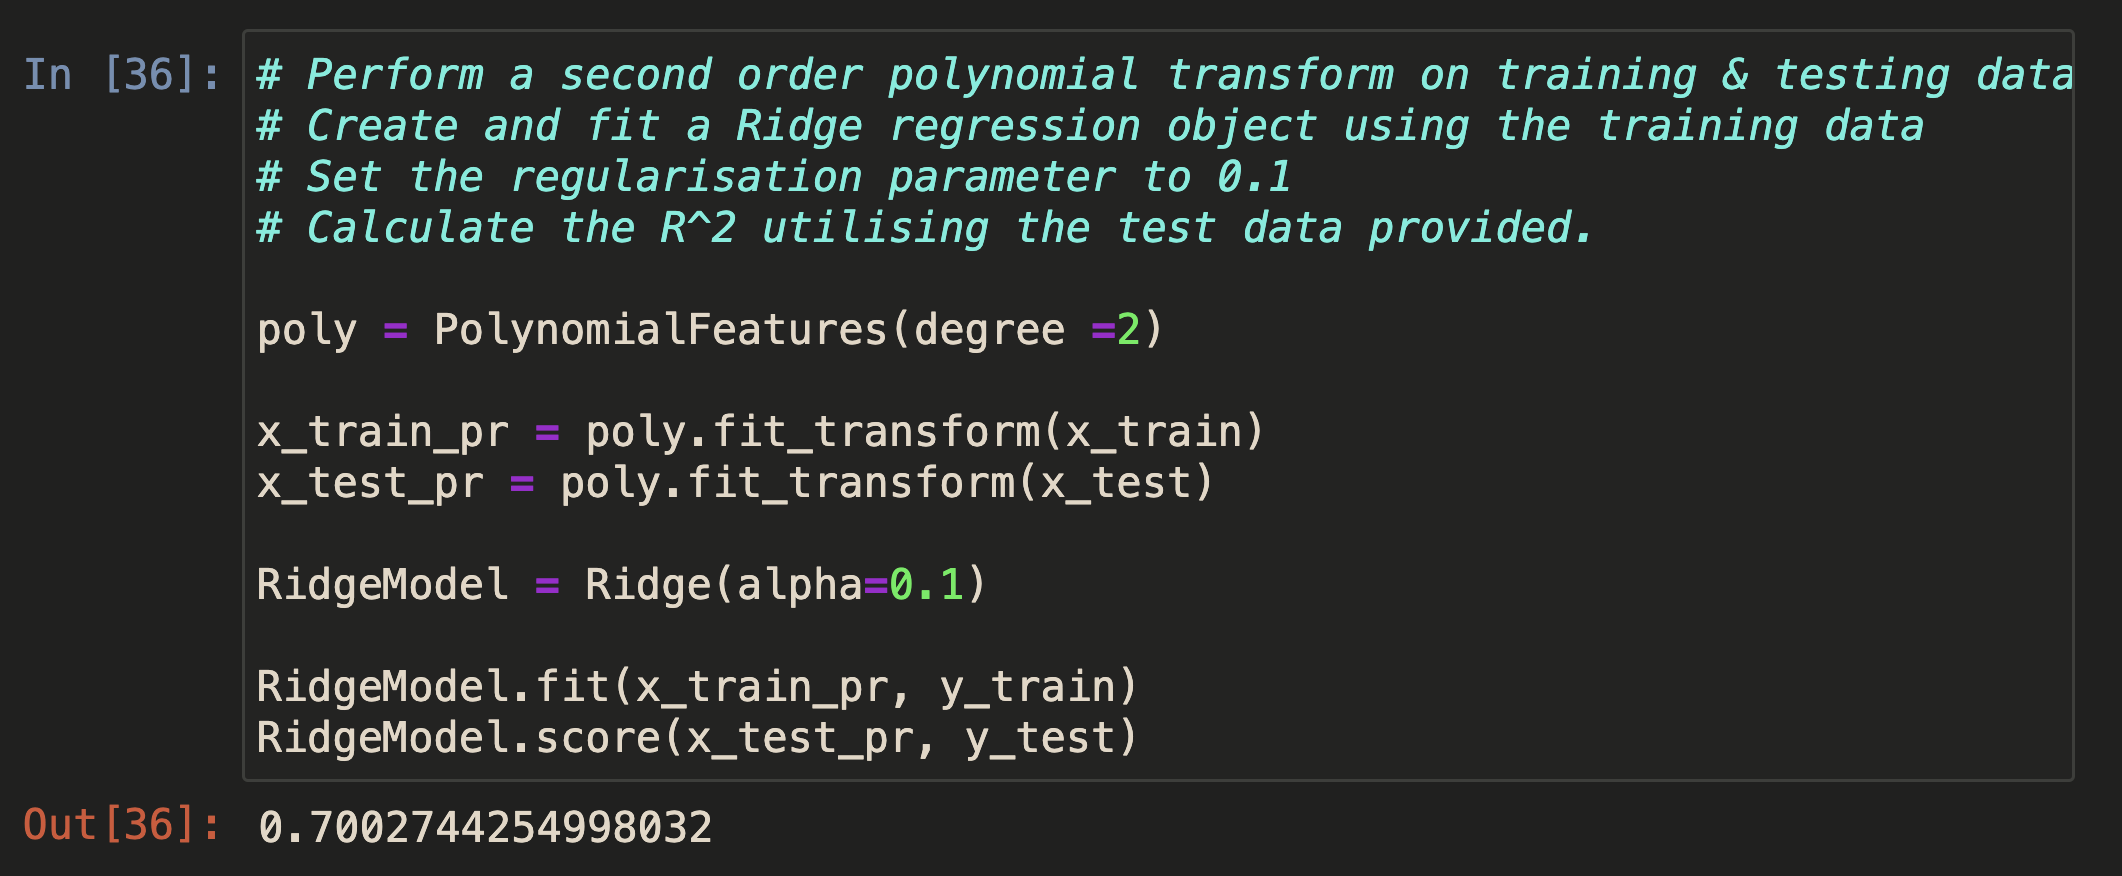 In [36]:
# Perform a second order polynomial transform on training & testing data
# Create and fit a Ridge regression object using the training data
# Set the regularisation parameter to 0.1
# Calculate the R^2 utilising the test data provided.
poly = PolynomialFeatures(degree =2)
x_train_pr = poly.fit_transform(x_train)
x_test_pr = poly.fit_transform(x_test)
RidgeModel = Ridge(alpha=0.1)
RidgeModel.fit(x_train_pr, y_train)
RidgeModel.score(x_test_pr, y_test)
Out[36]: 0.7002744254998032